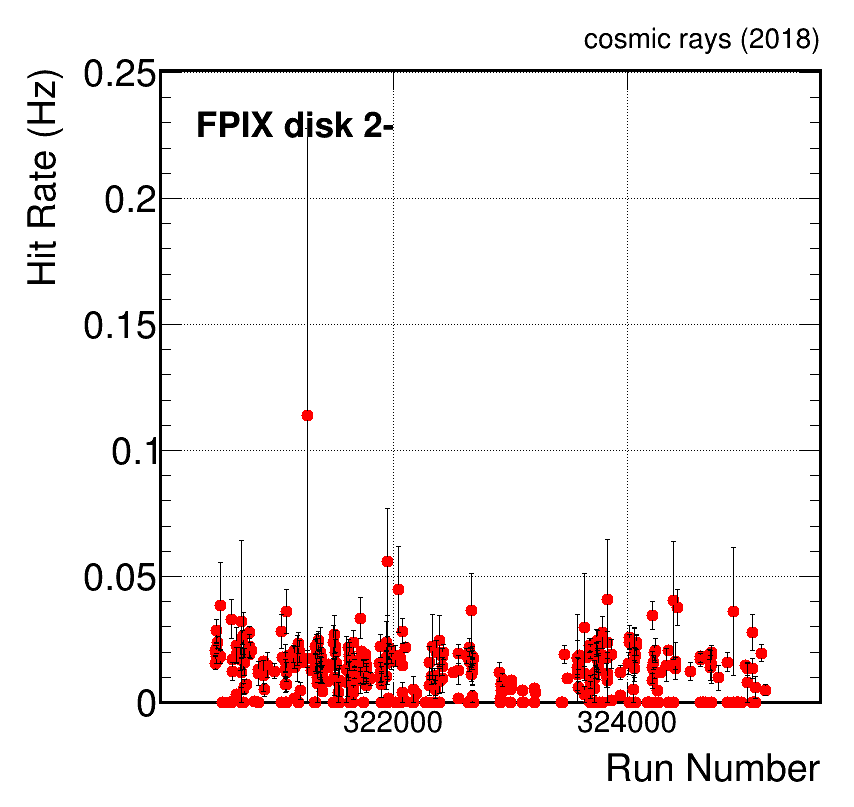 cosmic rays (2018)
Hit Rate (Hz)
FPIX disk 2-
0.25
0.2
0.15
0.1
0.05
0
322000
324000
Run Number